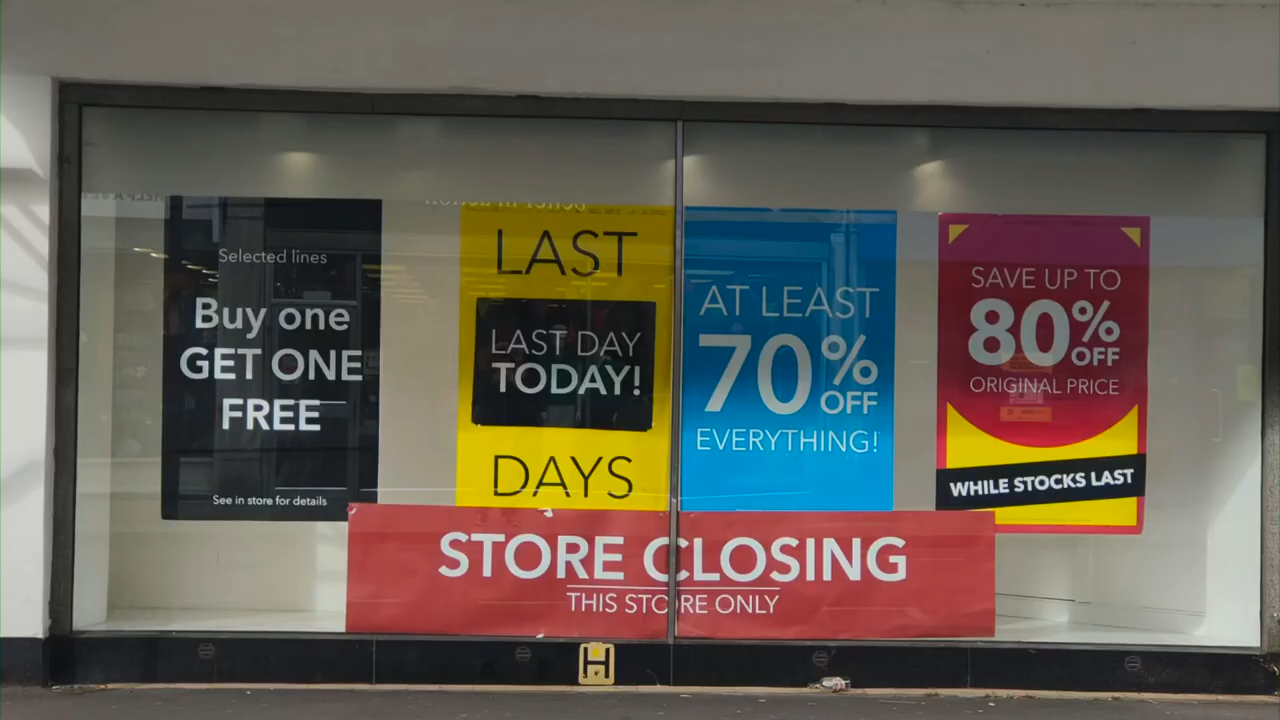 Selected lines
Buy one
GET ONE
FREE
See in store for details
LAST
LAST DAY
TODAY!
DAYS
AT LEAST
70% OFF
EVERYTHING!
SAVE UP TO
80% OFF
ORIGINAL PRICE
WHILE STOCKS LAST
STORE CLOSING
THIS STORE ONLY
H